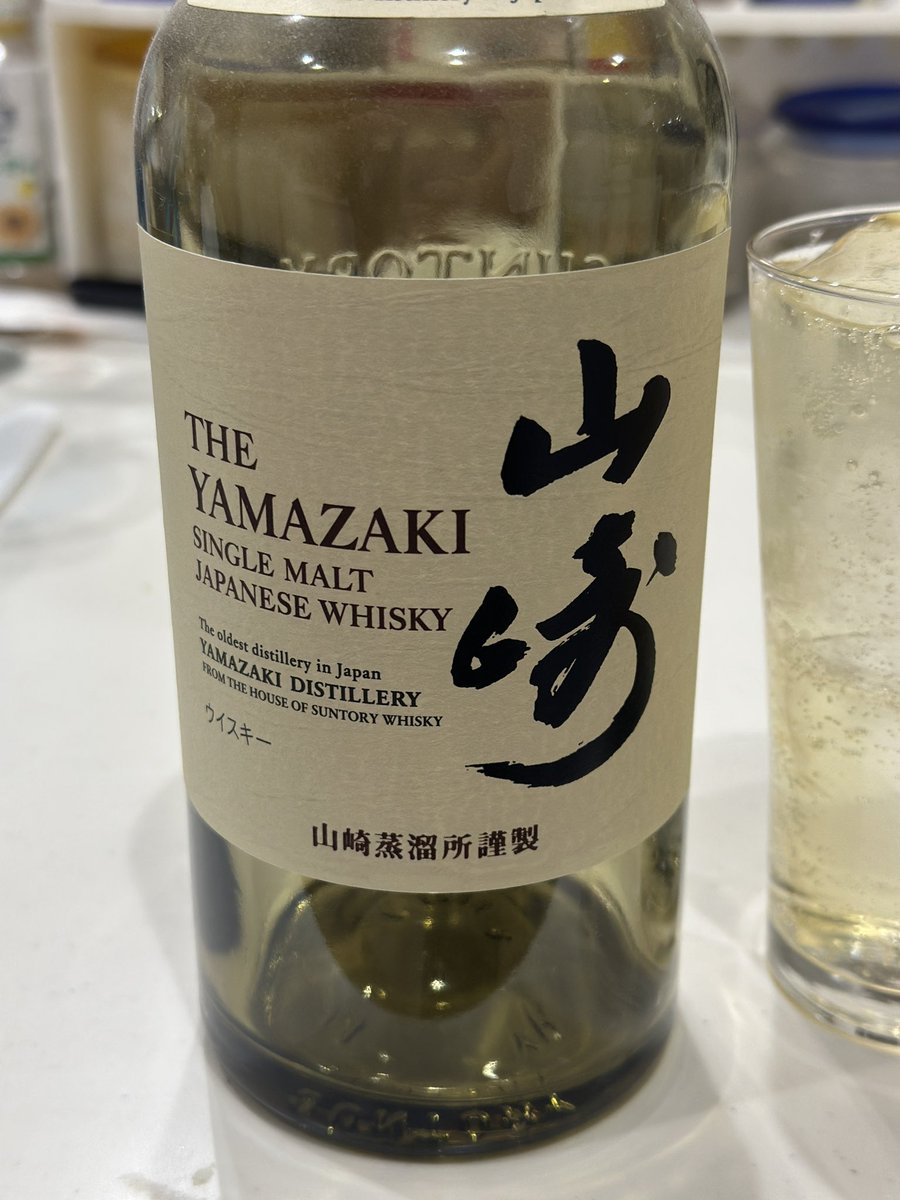 SUNTORY
THE
YAMAZAKI
SINGLE MALT
JAPANESE WHISKY
The oldest distillery in Japan
YAMAZAKI DISTILLERY
FROM THE HOUSE OF SUNTORY WHISKY
ウイスキー
山崎
山崎蒸溜所謹製